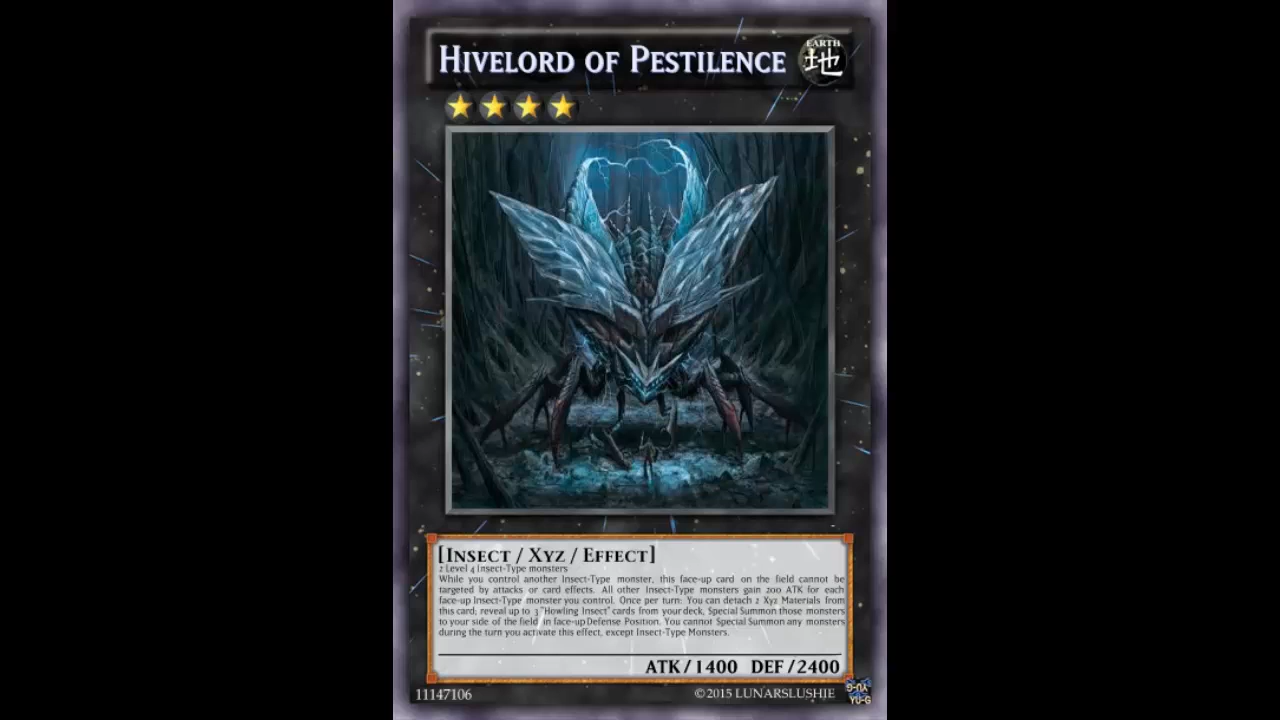 HIVELORD OF PESTILENCE
EARTH
地
[INSECT / XYZ / EFFECT]
2 Level 4 Insect-Type monsters
While you control another Insect-Type monster, this face-up card on the field cannot be
targeted by attacks or card effects. All other Insect-Type monsters gain 200 ATK for each
face-up Insect-Type monster you control. Once per turn: You can detach 2 Xyz Materials from
this card; reveal up to 3 "Howling Insect" cards from your deck, Special Summon those monsters
to your side of the field in face-up Defense Position. You cannot Special Summon any monsters
during the turn you activate this effect, except Insect-Type Monsters.
ATK/1400 DEF/2400
11147106
©2015 LUNARSLUSHIE
YU-G